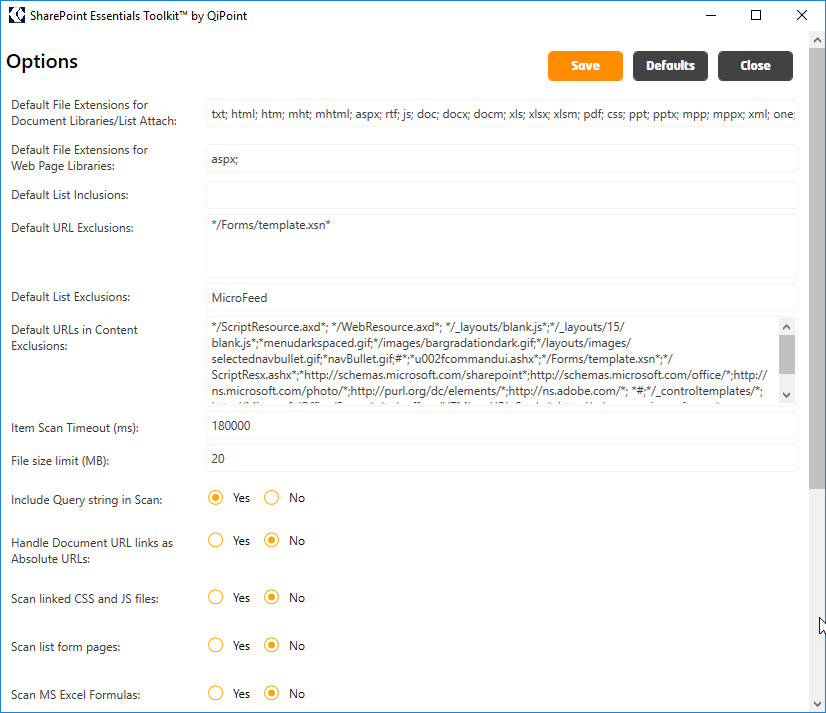 SharePoint Essentials Toolkit™ by QiPoint
Options
Save
Defaults
Close
Default File Extensions for
Document Libraries/List Attach:
txt; html; htm; mht; mhtml; aspx; rtf; js; doc; docx; docm; xls; xlsx; xlsm; pdf; css; ppt; pptx; mpp; mppx; xml; one;
Default File Extensions for
Web Page Libraries:
aspx;
Default List Inclusions:
Default URL Exclusions:
*/Forms/template.xsn*
Default List Exclusions:
MicroFeed
Default URLs in Content
Exclusions:
*/ScriptResource.axd*; */WebResource.axd*; */_layouts/blank.js*;*/_layouts/15/
blank.js*;*menudarkspaced.gif;*/images/bargradationdark.gif;*/layouts/images/
selectednavbullet.gif;*navBullet.gif;#*;*u002fcommandui.ashx*;*/Forms/template.xsn*;*/
ScriptResx.ashx*;*http://schemas.microsoft.com/sharepoint*;http://schemas.microsoft.com/office/*;http://
ns.microsoft.com/photo/*;http://purl.org/dc/elements/*;http://ns.adobe.com/*; *#;*/_controltemplates/*;
Item Scan Timeout (ms):
180000
File size limit (MB):
20
Include Query string in Scan:
Yes No
Handle Document URL links as
Absolute URLs:
Yes No
Scan linked CSS and JS files:
Yes No
Scan list form pages:
Yes No
Scan MS Excel Formulas:
Yes No